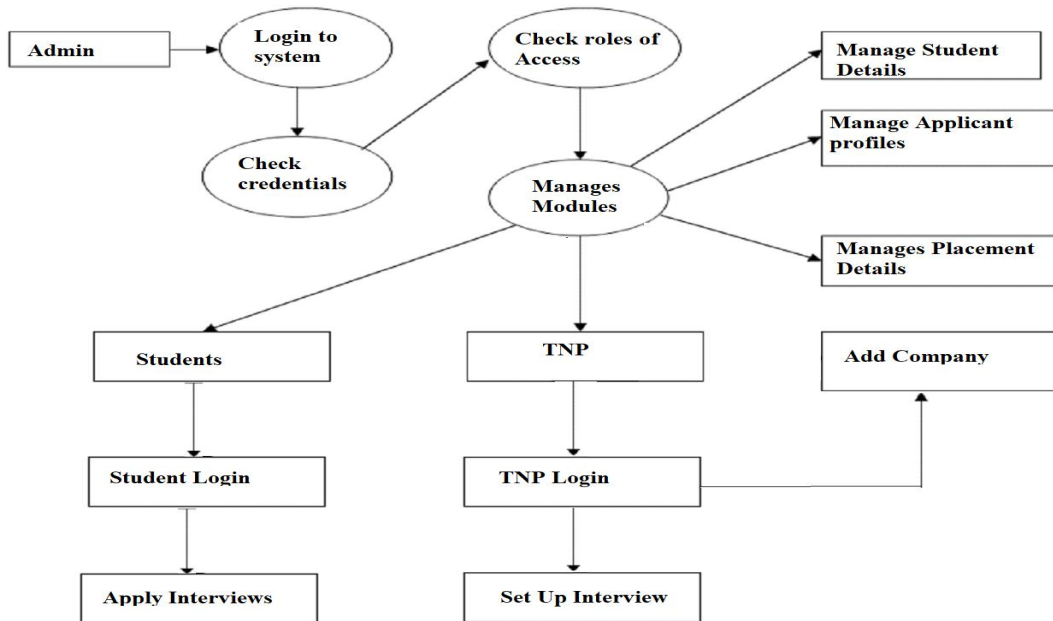 Admin
Login to
system
Check roles of
Access
Manage Student
Details
Manage Applicant
profiles
Check
credentials
Manages
Modules
Manages Placement
Details
Students
TNP
Add Company
Student Login
TNP Login
Apply Interviews
Set Up Interview